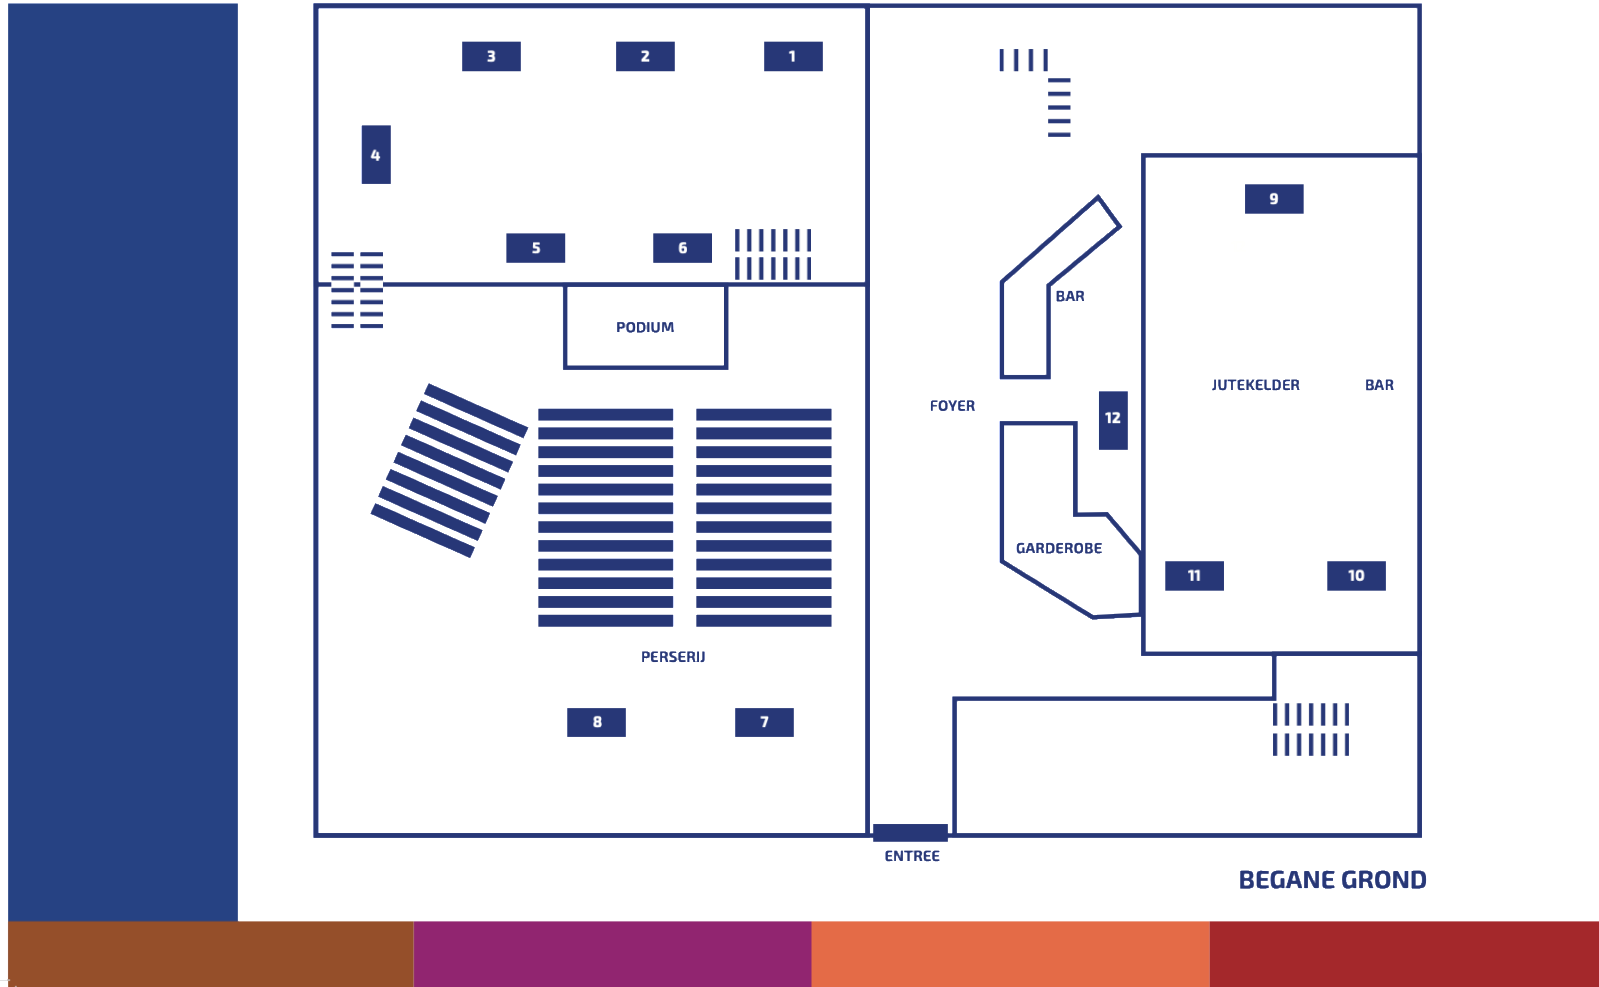 3 2 1
4
9
5 6
BAR
PODIUM
JUTEKELDER BAR
FOYER
12
GARDEROBE
11 10
PERSERIJ
8 7
ENTREE
BEGANE GROND